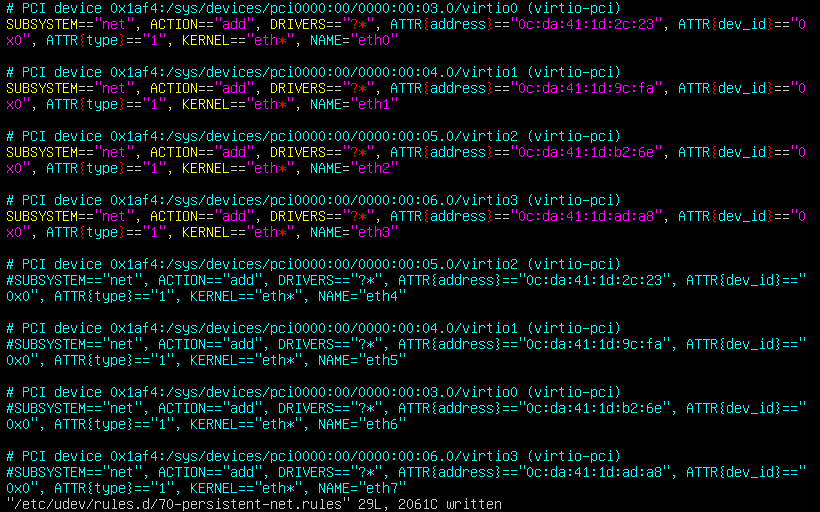 # PCI device 0x1af4:/sys/devices/pci0000:00/0000:00:03.0/virtio0 (virtio-pci)
SUBSYSTEM=="net", ACTION=="add", DRIVERS=="?*", ATTR{address}=="0c:da:41:1d:2c:23", ATTR{dev_id}=="0
x0", ATTR{type}=="1", KERNEL=="eth*", NAME="eth0"
# PCI device 0x1af4:/sys/devices/pci0000:00/0000:00:04.0/virtio1 (virtio-pci)
SUBSYSTEM=="net", ACTION=="add", DRIVERS=="?*", ATTR{address}=="0c:da:41:1d:9c:fa", ATTR{dev_id}=="0
x0", ATTR{type}=="1", KERNEL=="eth*", NAME="eth1"
# PCI device 0x1af4:/sys/devices/pci0000:00/0000:00:05.0/virtio2 (virtio-pci)
SUBSYSTEM=="net", ACTION=="add", DRIVERS=="?*", ATTR{address}=="0c:da:41:1d:b2:6e", ATTR{dev_id}=="0
x0", ATTR{type}=="1", KERNEL=="eth*", NAME="eth2"
# PCI device 0x1af4:/sys/devices/pci0000:00/0000:00:06.0/virtio3 (virtio-pci)
SUBSYSTEM=="net", ACTION=="add", DRIVERS=="?*", ATTR{address}=="0c:da:41:1d:ad:a8", ATTR{dev_id}=="0
x0", ATTR{type}=="1", KERNEL=="eth*", NAME="eth3"
# PCI device 0x1af4:/sys/devices/pci0000:00/0000:00:05.0/virtio2 (virtio-pci)
#SUBSYSTEM=="net", ACTION=="add", DRIVERS=="?*", ATTR{address}=="0c:da:41:1d:2c:23", ATTR{dev_id}=="
0x0", ATTR{type}=="1", KERNEL=="eth*", NAME="eth4"
# PCI device 0x1af4:/sys/devices/pci0000:00/0000:00:04.0/virtio1 (virtio-pci)
#SUBSYSTEM=="net", ACTION=="add", DRIVERS=="?*", ATTR{address}=="0c:da:41:1d:9c:fa", ATTR{dev_id}=="
0x0", ATTR{type}=="1", KERNEL=="eth*", NAME="eth5"
# PCI device 0x1af4:/sys/devices/pci0000:00/0000:00:03.0/virtio0 (virtio-pci)
#SUBSYSTEM=="net", ACTION=="add", DRIVERS=="?*", ATTR{address}=="0c:da:41:1d:b2:6e", ATTR{dev_id}=="
0x0", ATTR{type}=="1", KERNEL=="eth*", NAME="eth6"
# PCI device 0x1af4:/sys/devices/pci0000:00/0000:00:06.0/virtio3 (virtio-pci)
#SUBSYSTEM=="net", ACTION=="add", DRIVERS=="?*", ATTR{address}=="0c:da:41:1d:ad:a8", ATTR{dev_id}=="
0x0", ATTR{type}=="1", KERNEL=="eth*", NAME="eth7"
"/etc/udev/rules.d/70-persistent-net.rules" 29L, 2061C written